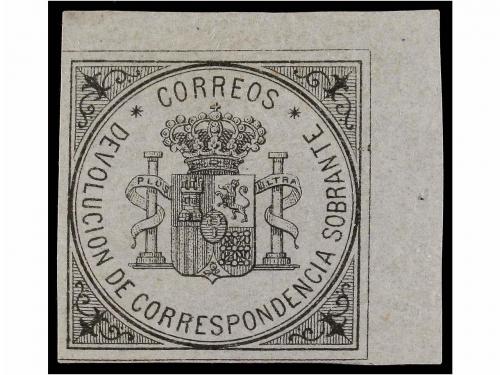 CORREOS
PLUS ULTRA
DEVOLUCION DE CORRESPONDENCIA SOBRANTE